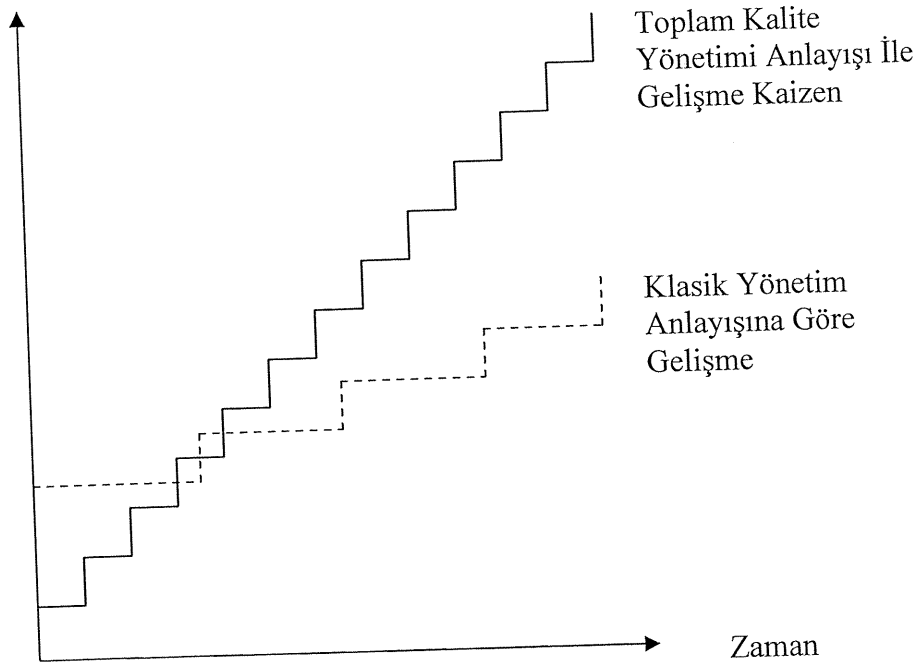 Toplam Kalite
Yönetimi Anlayışı İle
Gelişme Kaizen
Klasik Yönetim
Anlayışına Göre
Gelişme
Zaman